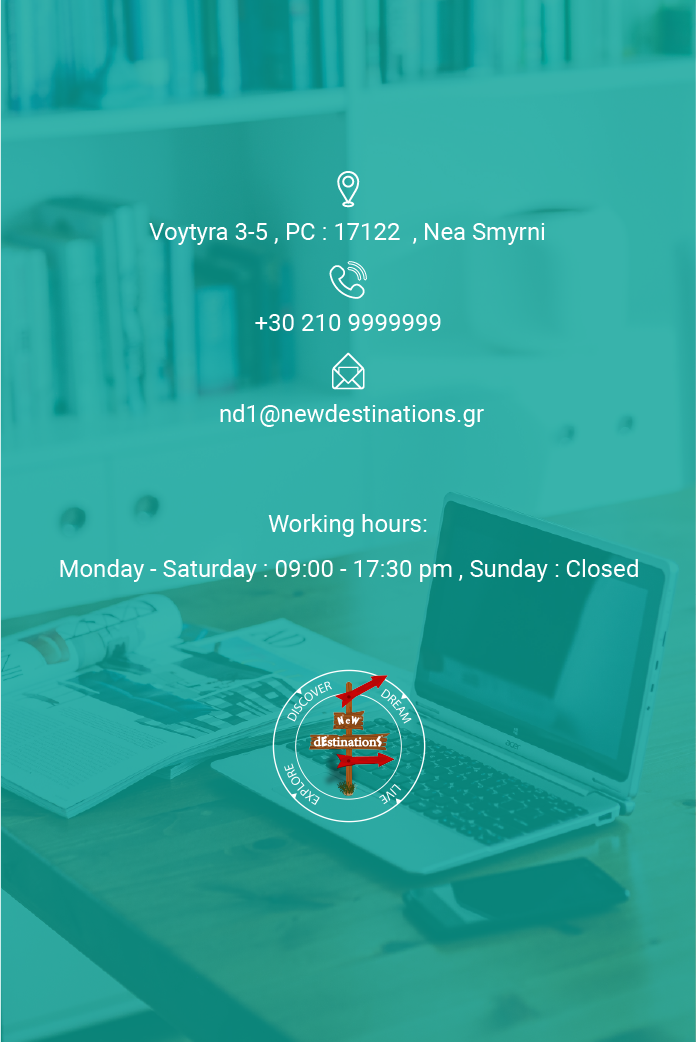 Voytyra 3-5 , PC : 17122  , Nea Smyrni
+30 210 9999999
nd1@newdestinations.gr
Working hours:
Monday - Saturday : 09:00 - 17:30 pm , Sunday : Closed
DISCOVER
DREAM
NeW
dEstinationS
EXPLORE
LIVE